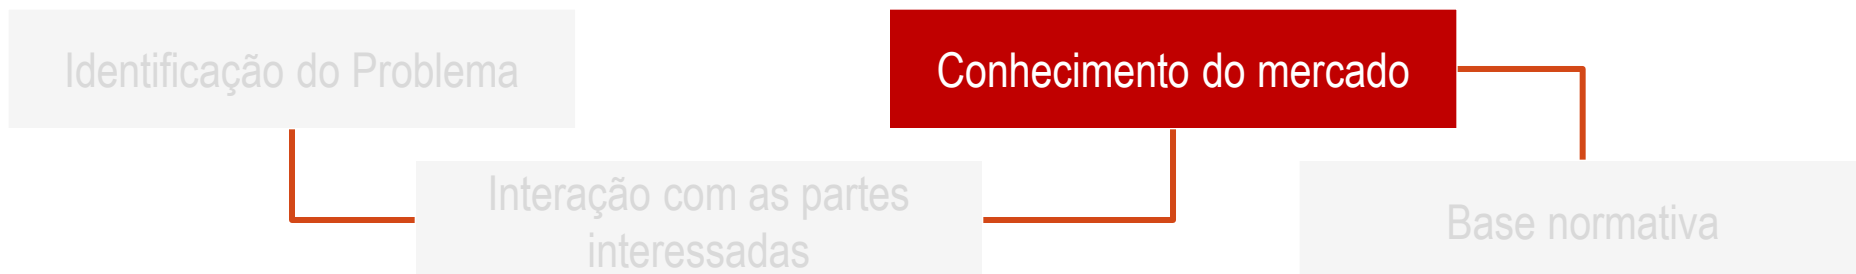 Identificação do Problema
Conhecimento do mercado
Interação com as partes
interessadas
Base normativa